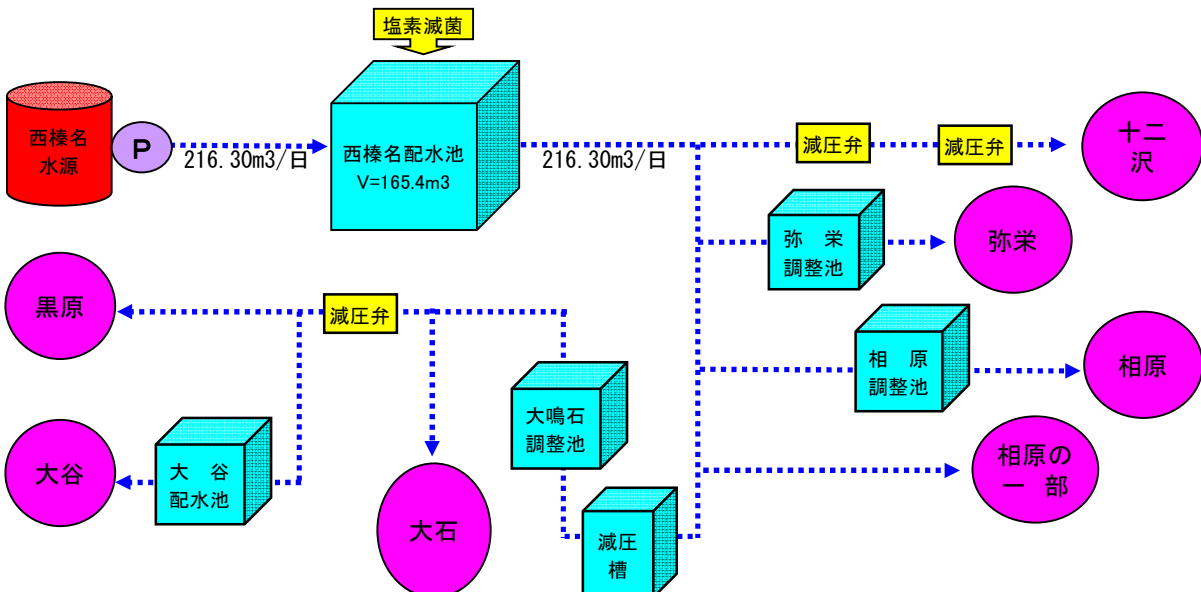 塩素滅菌
西榛名
水源
P
216.30m3/日
西榛名配水池
V=165.4m3
216.30m3/日
減圧弁
減圧弁
十二
沢
弥　栄
調整池
弥栄
黒原
減圧弁
相　原
調整池
相原
大鳴石
調整池
大谷
大　谷
配水池
大石
減圧
槽
相原の
一　部